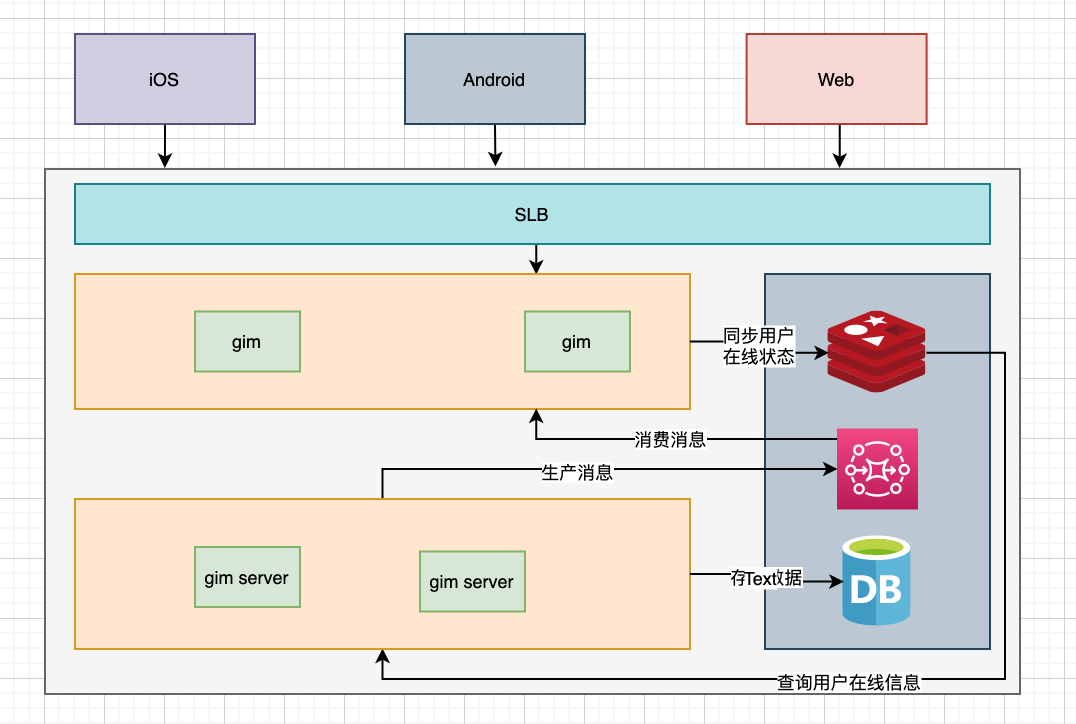 iOS
Android
Web
SLB
gim
gim
同步用户
在线状态
消费消息
生产消息
gim server
gim server
存Text
据
DB
查询用户在线信息